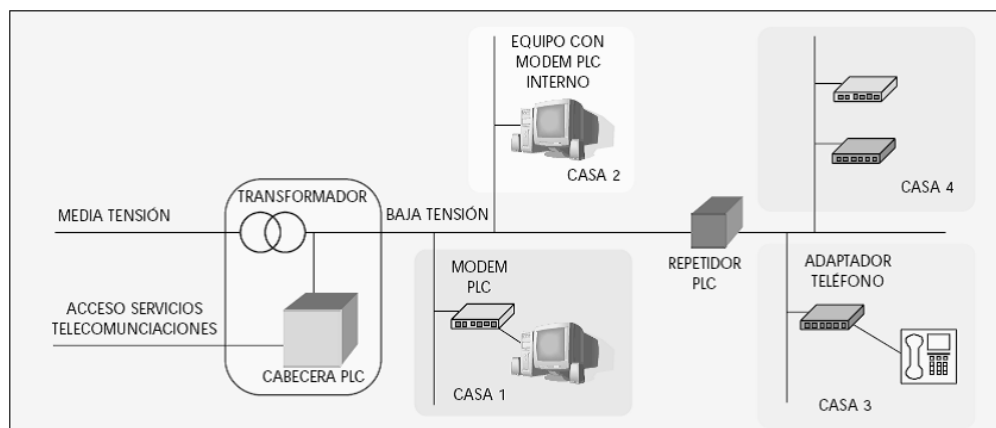 EQUIPO CON
MODEM PLC
INTERNO
CASA 2
CASA 4
TRANSFORMADOR
MEDIA TENSIÓN
BAJA TENSIÓN
REPETIDOR
PLC
ADAPTADOR
TELÉFONO
MODEM
PLC
ACCESO SERVICIOS
TELECOMUNCIACIONES
CABECERA PLC
CASA 1
CASA 3